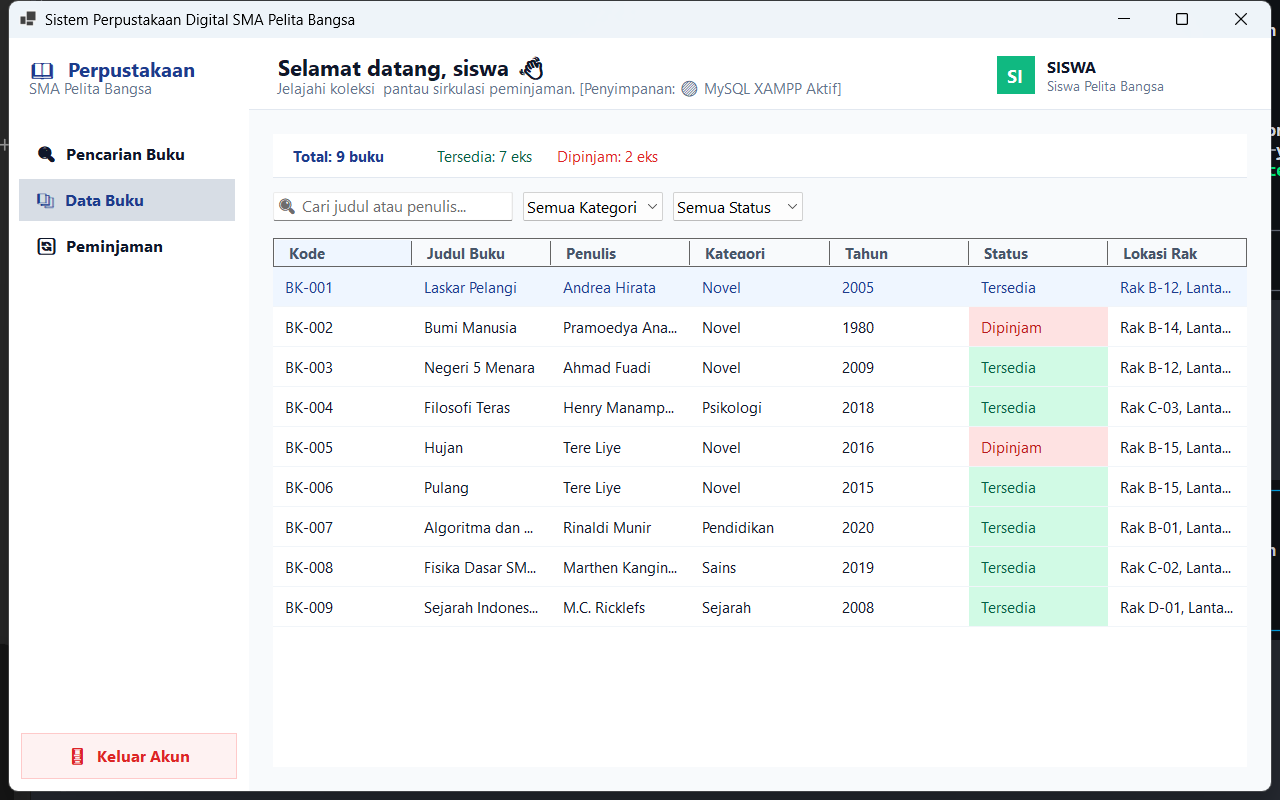 Sistem Perpustakaan Digital SMA Pelita Bangsa
Perpustakaan
SMA Pelita Bangsa
Selamat datang, siswa
Jelajahi koleksi  pantau sirkulasi peminjaman. [Penyimpanan: MySQL XAMPP Aktif]
SI
SISWA
Siswa Pelita Bangsa
Pencarian Buku
Data Buku
Peminjaman
Keluar Akun
Total: 9 buku Tersedia: 7 eks Dipinjam: 2 eks
Cari judul atau penulis... Semua Kategori Semua Status
Kode Judul Buku Penulis Kategori Tahun Status Lokasi Rak
BK-001 Laskar Pelangi Andrea Hirata Novel 2005 Tersedia Rak B-12, Lanta...
BK-002 Bumi Manusia Pramoedya Ana... Novel 1980 Dipinjam Rak B-14, Lanta...
BK-003 Negeri 5 Menara Ahmad Fuadi Novel 2009 Tersedia Rak B-12, Lanta...
BK-004 Filosofi Teras Henry Manamp... Psikologi 2018 Tersedia Rak C-03, Lanta...
BK-005 Hujan Tere Liye Novel 2016 Dipinjam Rak B-15, Lanta...
BK-006 Pulang Tere Liye Novel 2015 Tersedia Rak B-15, Lanta...
BK-007 Algoritma dan ... Rinaldi Munir Pendidikan 2020 Tersedia Rak B-01, Lanta...
BK-008 Fisika Dasar SM... Marthen Kangin... Sains 2019 Tersedia Rak C-02, Lanta...
BK-009 Sejarah Indones... M.C. Ricklefs Sejarah 2008 Tersedia Rak D-01, Lanta...